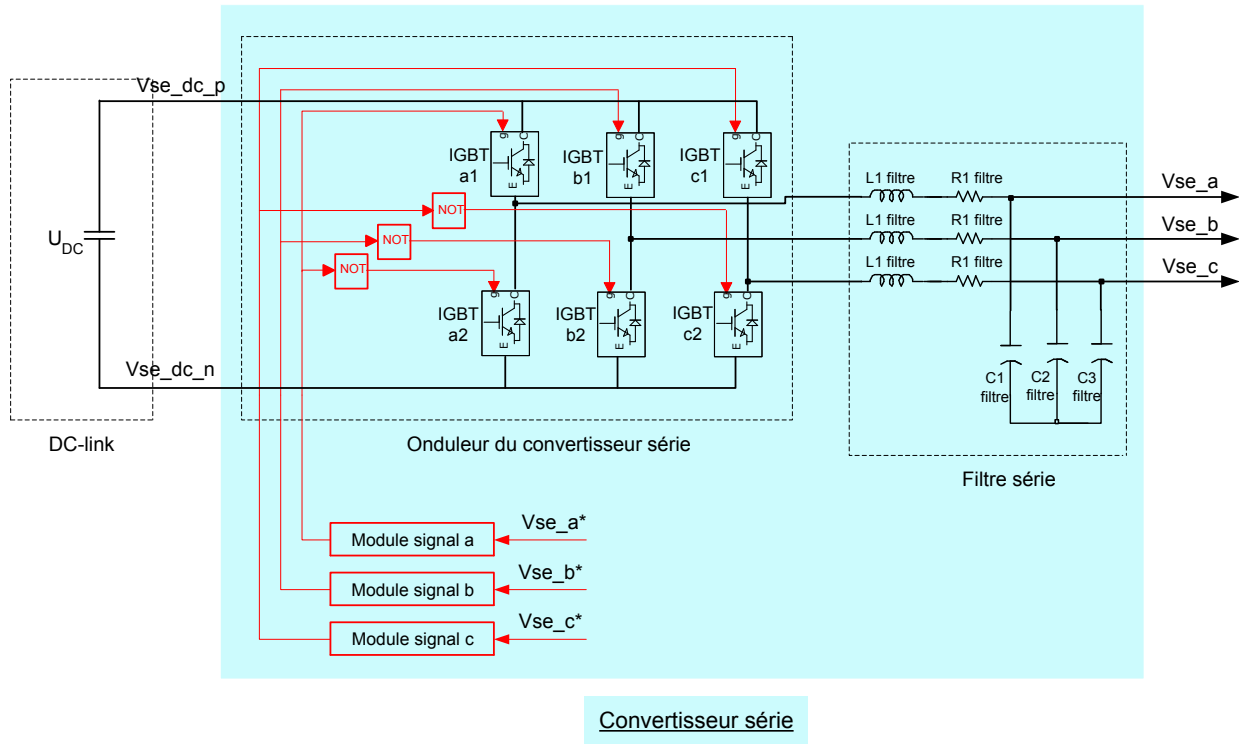 Vse_dc_p
g
C
E
IGBT
a1
g
C
E
IGBT
b1
g
C
E
IGBT
c1
NOT
NOT
NOT
L1 filtre
R1 filtre
Vse_a
L1 filtre
R1 filtre
Vse_b
L1 filtre
R1 filtre
Vse_c
UDC
g
C
E
IGBT
a2
g
C
E
IGBT
b2
g
C
E
IGBT
c2
Vse_dc_n
C1
filtre
C2
filtre
C3
filtre
DC-link
Onduleur du convertisseur série
Filtre série
Module signal a
Vse_a*
Module signal b
Vse_b*
Module signal c
Vse_c*
Convertisseur série